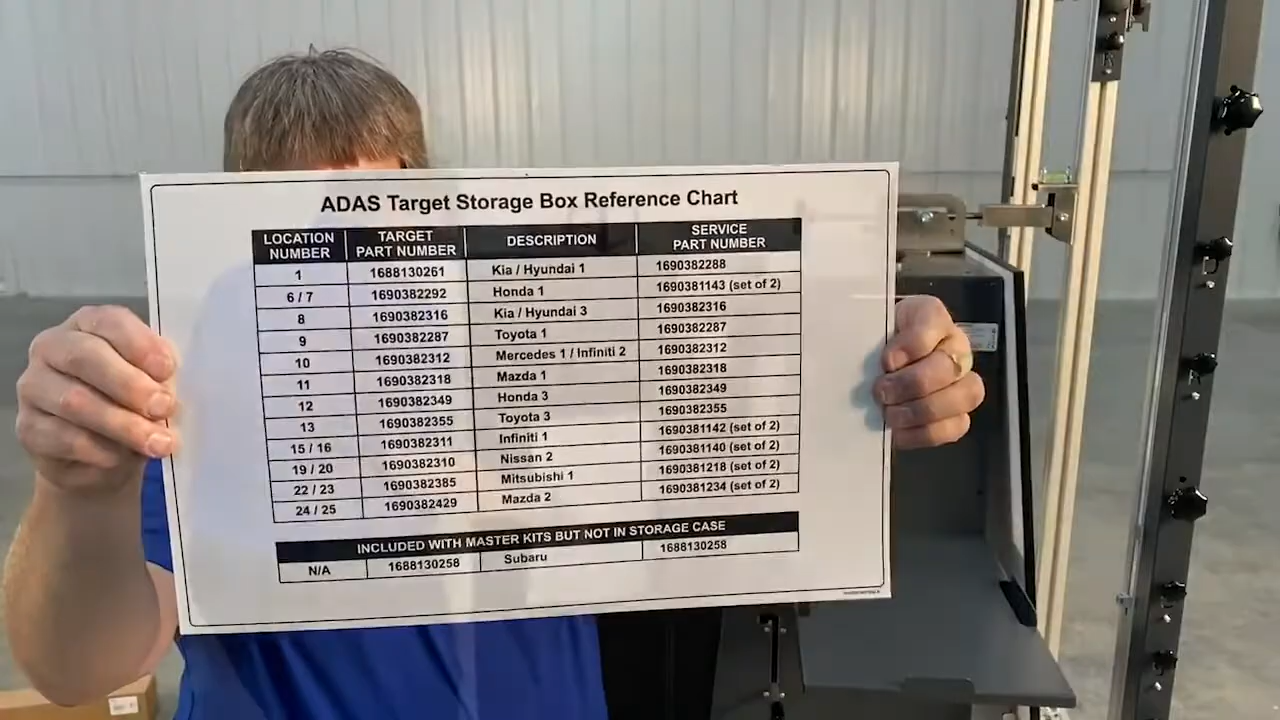 ADAS Target Storage Box Reference Chart
LOCATION NUMBER TARGET PART NUMBER DESCRIPTION SERVICE PART NUMBER
1 1688130261 Kia / Hyundai 1 1690382288
6 / 7 1690382292 Honda 1 1690381143 (set of 2)
8 1690382316 Kia / Hyundai 3 1690382316
9 1690382287 Toyota 1 1690382287
10 1690382312 Mercedes 1 / Infiniti 2 1690382312
11 1690382318 Mazda 1 1690382318
12 1690382349 Honda 3 1690382349
13 1690382355 Toyota 3 1690382355
15 / 16 1690382311 Infiniti 1 1690381142 (set of 2)
19 / 20 1690382310 Nissan 2 1690381140 (set of 2)
22 / 23 1690382385 Mitsubishi 1 1690381218 (set of 2)
24 / 25 1690382429 Mazda 2 1690381234 (set of 2)
INCLUDED WITH MASTER KITS BUT NOT IN STORAGE CASE
N/A 1688130258 Subaru 1688130258